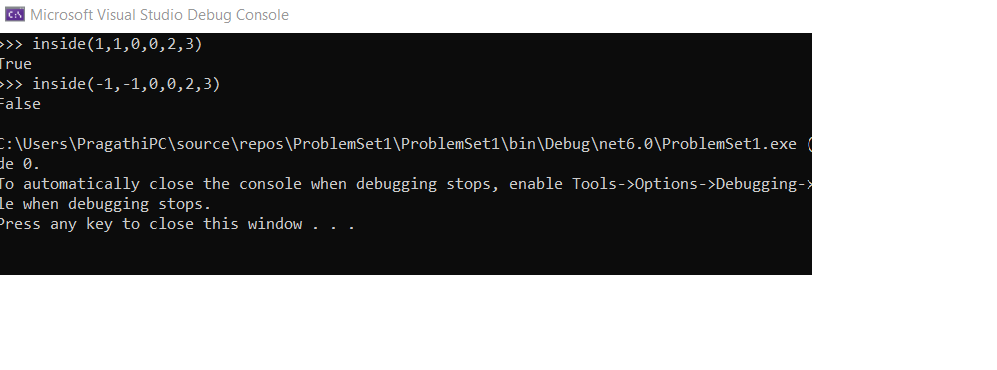 Microsoft Visual Studio Debug Console
>>> inside(1,1,0,0,2,3)
True
>>> inside(-1,-1,0,0,2,3)
False
C:\Users\PragathiPC\source\repos\ProblemSet1\ProblemSet1\bin\Debug\net6.0\ProblemSet1.exe (
de 0.
To automatically close the console when debugging stops, enable Tools->Options->Debugging->
le when debugging stops.
Press any key to close this window . . .